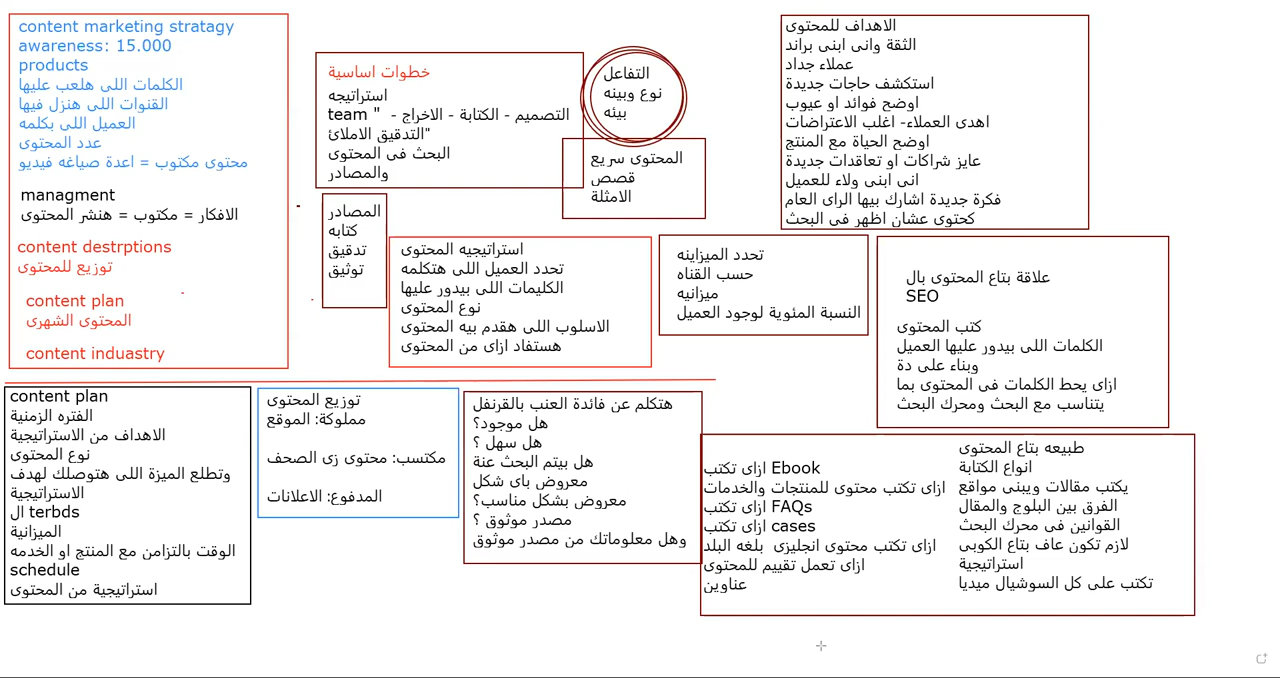 content marketing stratagy
awareness: 15.000
products
الكلمات اللى هلعب عليها
القنوات اللى هنزل فيها
العميل اللى بكلمه
عدد المحتوى
محتوى مكتوب = اعدة صياغه فيديو
managment
الافكار = مكتوب = هنشر المحتوى
content destrptions
توزيع للمحتوى
content plan
المحتوى الشهرى
content induastry
خطوات اساسية
استراتيجه
team " التصميم - الكتابة - الاخراج -
التدقيق الاملائ"
البحث فى المحتوى
والمصادر
التفاعل
نوع وبينه
بيئه
المحتوى سريع
قصص
الامثلة
الاهداف للمحتوى
الثقة وانى ابنى براند
عملاء جداد
استكشف حاجات جديدة
اوضح فوائد او عيوب
اهدى العملاء- اغلب الاعتراضات
اوضح الحياة مع المنتج
عايز شراكات او تعاقدات جديدة
انى ابنى ولاء للعميل
فكرة جديدة اشارك بيها الراى العام
كحتوى عشان اظهر فى البحث
المصادر
كتابه
تدقيق
توثيق
استراتيجيه المحتوى
تحدد العميل اللى هتكلمه
الكليمات اللى بيدور عليها
نوع المحتوى
الاسلوب اللى هقدم بيه المحتوى
هستفاد ازاى من المحتوى
تحدد الميزاينه
حسب القناه
ميزانيه
النسبة المئوية لوجود العميل
علاقة بتاع المحتوى بال
SEO
كتب المحتوى
الكلمات اللى بيدور عليها العميل
وبناء على دة
ازاى يحط الكلمات فى المحتوى بما
يتناسب مع البحث ومحرك البحث
content plan
الفتره الزمنية
الاهداف من الاستراتيجية
نوع المحتوى
وتطلع الميزة اللى هتوصلك لهدف
الاستراتيجية
ال terbds
الميزانية
الوقت بالتزامن مع المنتج او الخدمه
schedule
استراتيجية من المحتوى
توزيع المحتوى
مملوكة: الموقع
مكتسب: محتوى زى الصحف
المدفوع: الاعلانات
هتكلم عن فائدة العنب بالقرنفل
هل موجود؟
هل سهل ؟
هل بيتم البحث عنة
معروض باى شكل
معروض بشكل مناسب؟
مصدر موثوق ؟
وهل معلوماتك من مصدر موثوق
طبيعه بتاع المحتوى
انواع الكتابة
يكتب مقالات ويبنى مواقع
الفرق بين البلوج والمقال
القوانين فى محرك البحث
لازم تكون عاف بتاع الكوبى
استراتيجية
تكتب على كل السوشيال ميديا
ازاى تكتب Ebook
ازاى تكتب محتوى للمنتجات والخدمات
ازاى تكتب FAQs
ازاى تكتب cases
ازاى تكتب محتوى انجليزى بلغه البلد
ازاى تعمل تقييم للمحتوى
عناوين